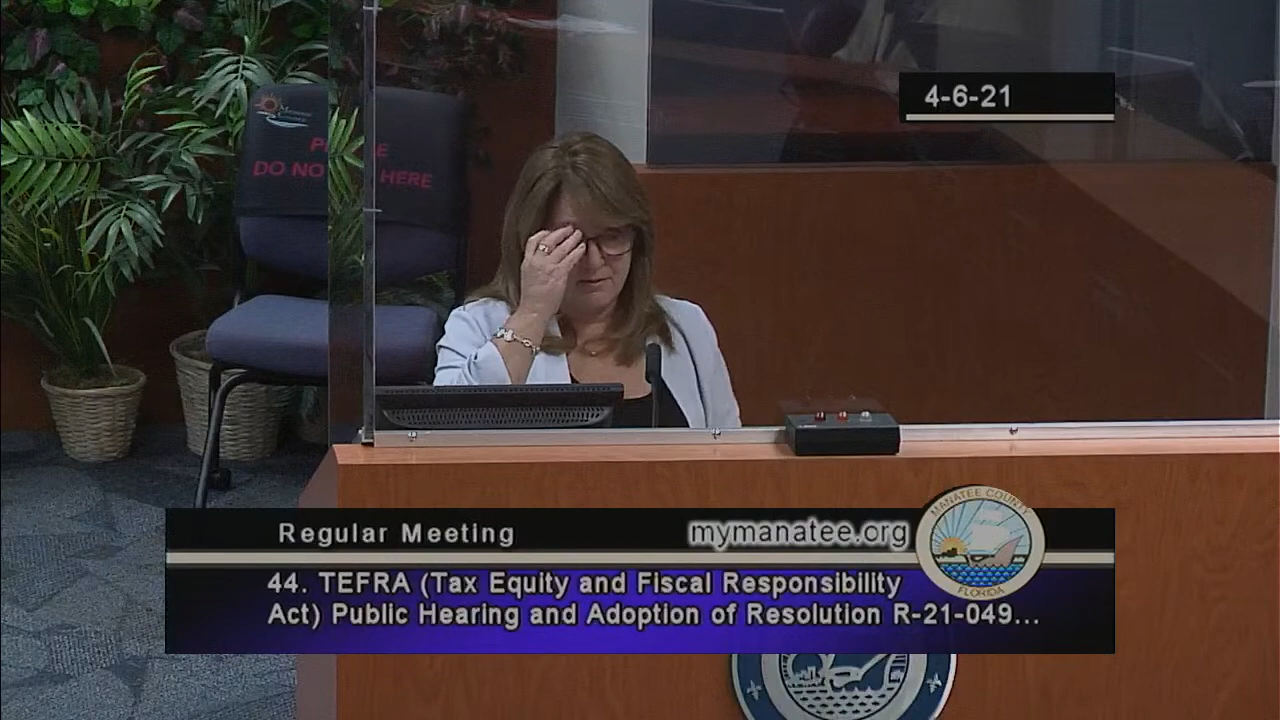 4-6-21
DO NO HERE
Regular Meeting
mymanatee.org
MANATEE COUNTY
FLORIDA
44. TEFRA (Tax Equity and Fiscal Responsibility
Act) Public Hearing and Adoption of Resolution R-21-049...